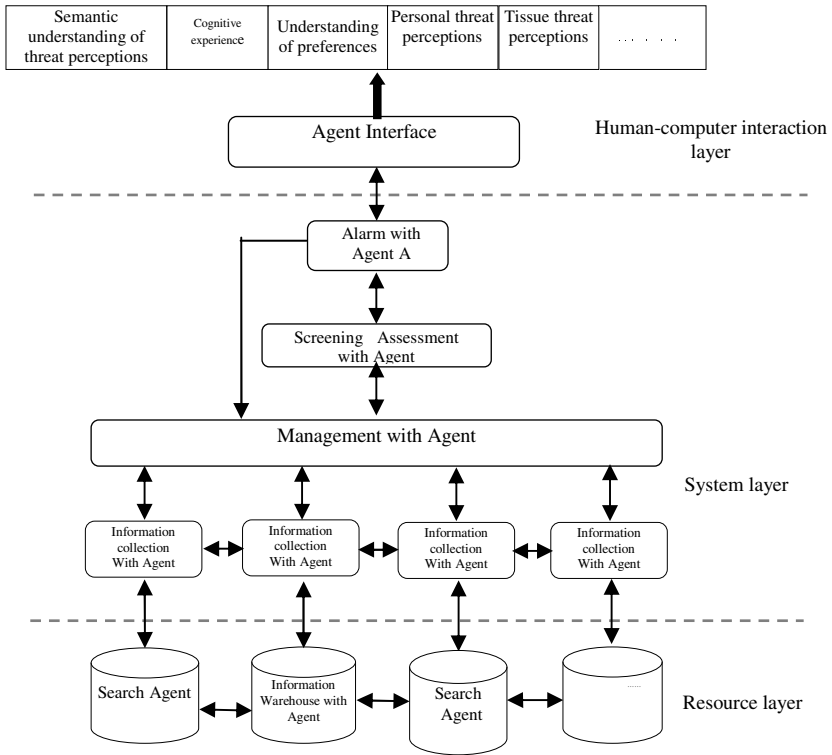 Semantic
understanding of
threat perceptions
Cognitive
experience
Understanding
of preferences
Personal threat
perceptions
Tissue threat
perceptions
... . . .
Agent Interface
Human-computer interaction
layer
Alarm with
Agent A
Screening Assessment
with Agent
Management with Agent
System layer
Information
collection
With Agent
Information
collection
With Agent
Information
collection
With Agent
Information
collection
With Agent
Search Agent
Information
Warehouse with
Agent
Search
Agent
......
Resource layer